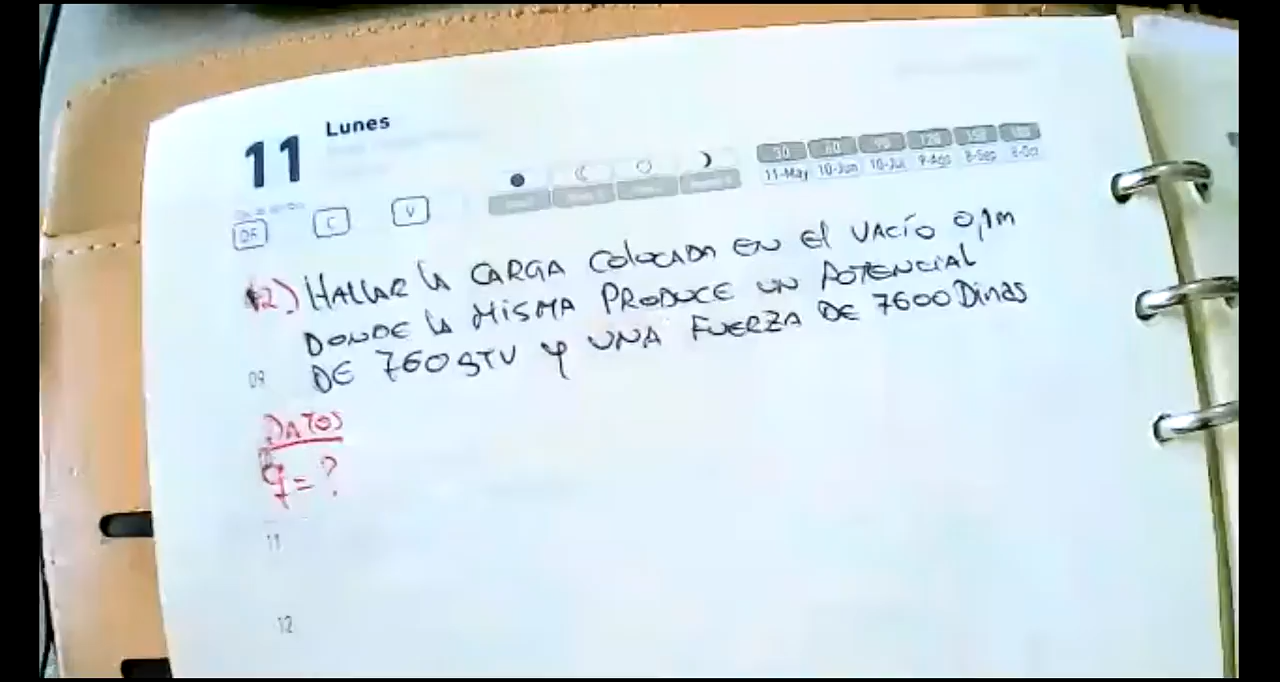 Lunes
11
30 60 90 120 150 180
11-May 10-Jun 10-Jul 9-Ago 8-Sep 8-Oct
C V
2) HALLAR LA CARGA COLOCADA EN El VACÍO 0,1m
DONDE LA MISMA PRODUCE UN POTENCIAL
DE 760 STV Y UNA FUERZA DE 7600 Dinas
09
DATOS
q = ?
11
12